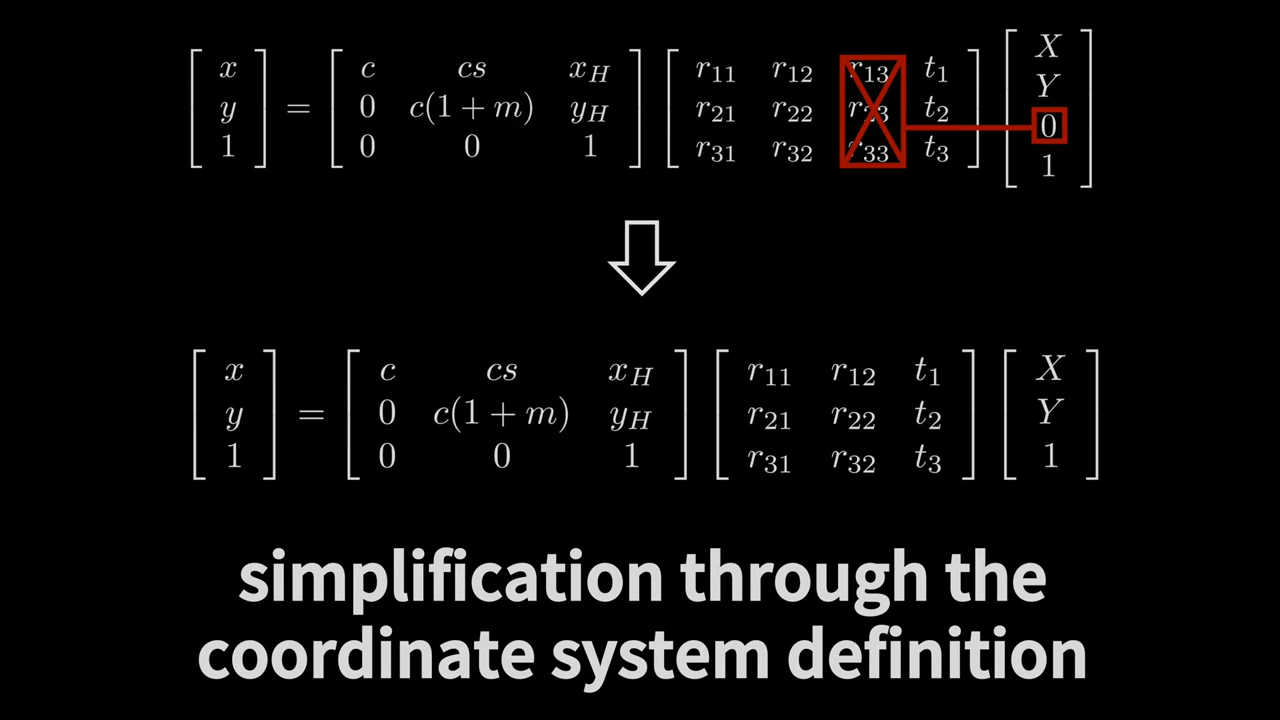 [x y 1] = [c cs x_H; 0 c(1 + m) y_H; 0 0 1] [r_11 r_12 r_13 t_1; r_21 r_22 r_23 t_2; r_31 r_32 r_33 t_3] [X Y 0 1]
[x y 1] = [c cs x_H; 0 c(1 + m) y_H; 0 0 1] [r_11 r_12 t_1; r_21 r_22 t_2; r_31 r_32 t_3] [X Y 1]
simplification through the
coordinate system definition